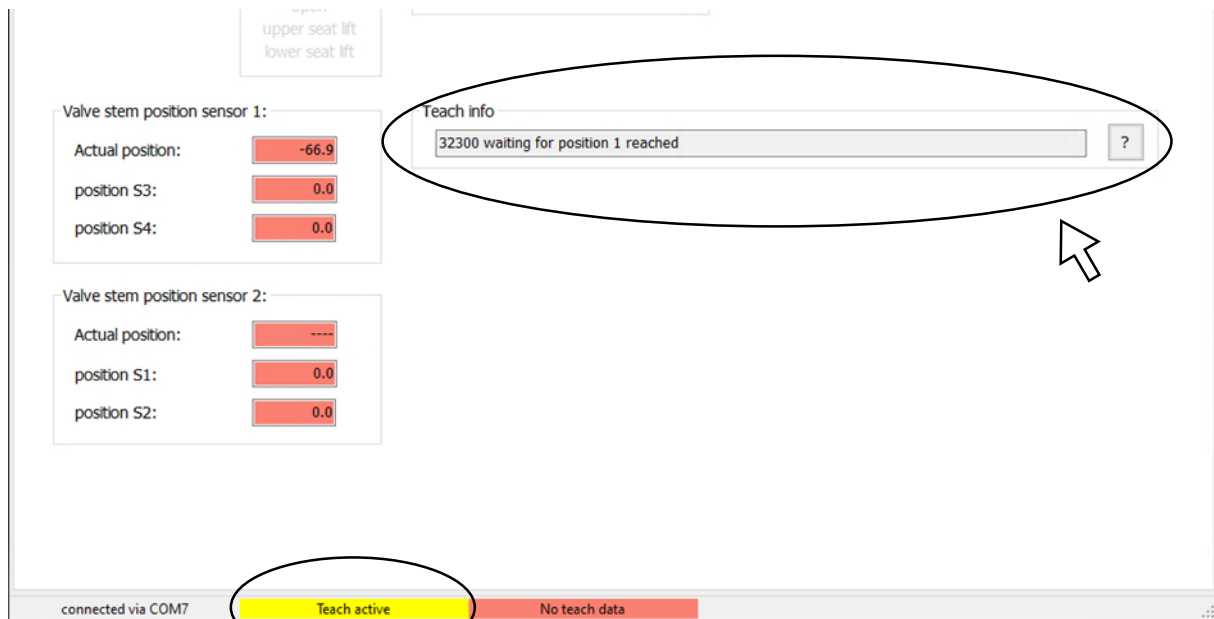 upper seat lift
lower seat lift
Valve stem position sensor 1:
Actual position: -66.9
position S3: 0.0
position S4: 0.0
Teach info
32300 waiting for position 1 reached
?
Valve stem position sensor 2:
Actual position: ----
position S1: 0.0
position S2: 0.0
connected via COM7
Teach active
No teach data